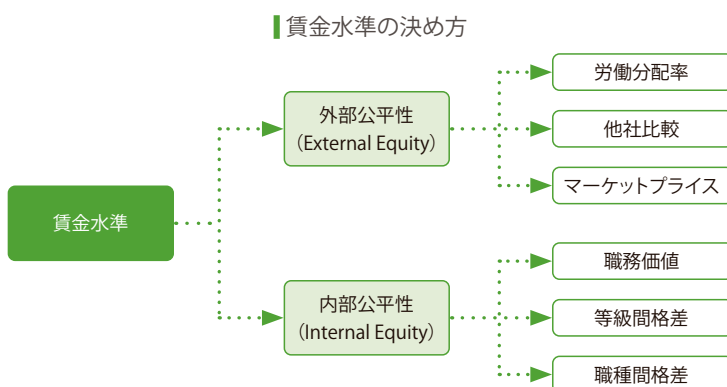 賃金水準の決め方
賃金水準
外部公平性
（External Equity）
労働分配率
他社比較
マーケットプライス
内部公平性
（Internal Equity）
職務価値
等級間格差
職種間格差